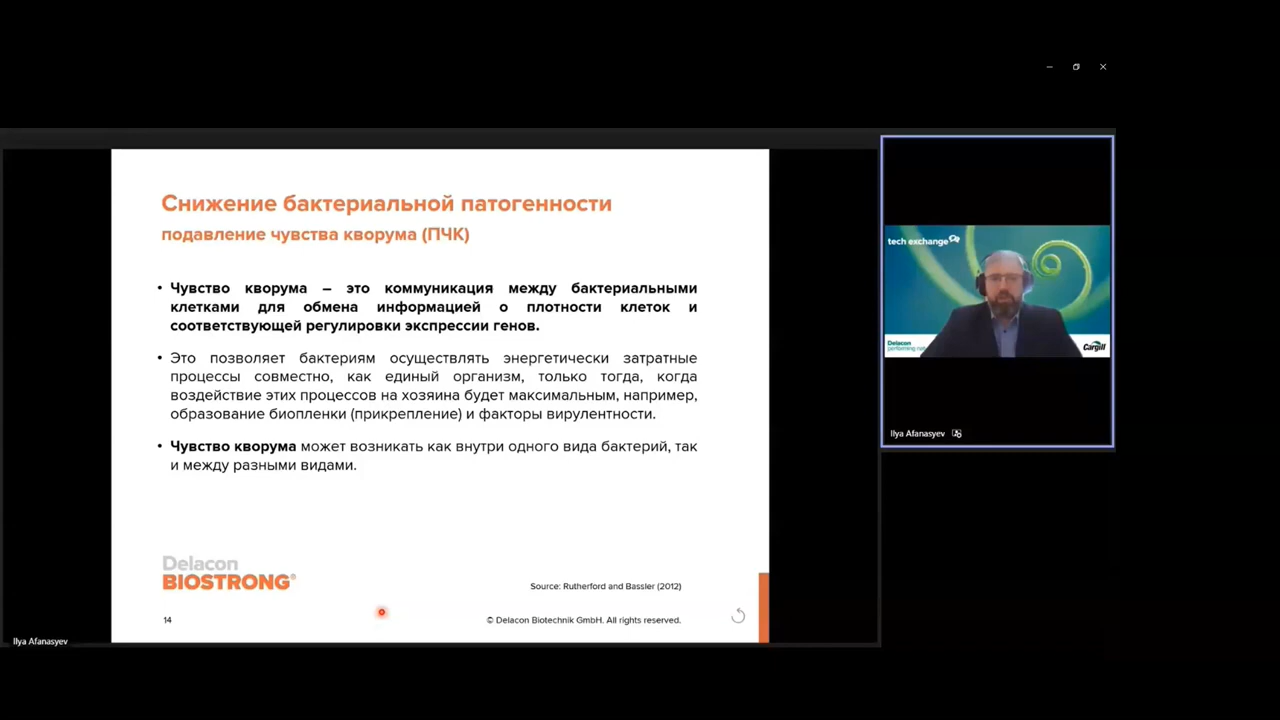 Снижение бактериальной патогенности
подавление чувства кворума (ПЧК)
• Чувство кворума – это коммуникация между бактериальными
клетками для обмена информацией о плотности клеток и
соответствующей регулировки экспрессии генов.
• Это позволяет бактериям осуществлять энергетически затратные
процессы совместно, как единый организм, только тогда, когда
воздействие этих процессов на хозяина будет максимальным, например,
образование биопленки (прикрепление) и факторы вирулентности.
• Чувство кворума может возникать как внутри одного вида бактерий, так
и между разными видами.
Delacon
BIOSTRONG®
Source: Rutherford and Bassler (2012)
14
© Delacon Biotechnik GmbH. All rights reserved.
Ilya Afanasyev
tech exchange
Delacon
performing nat
Cargill
Ilya Afanasyev